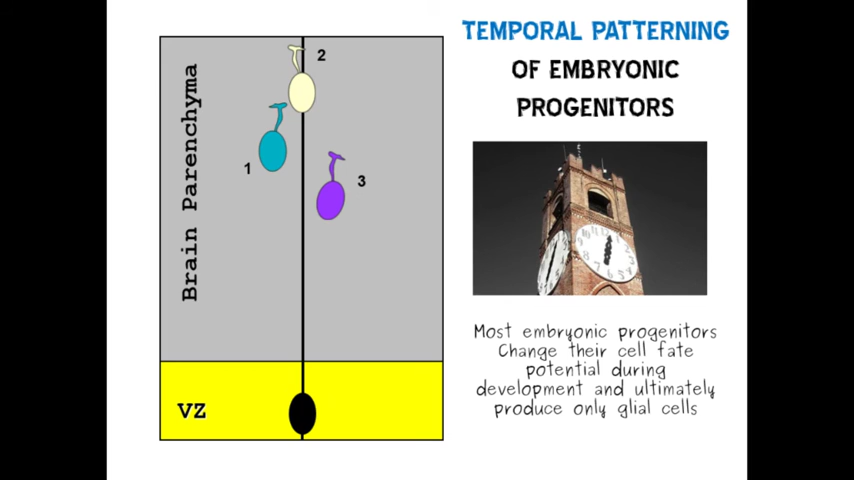 TEMPORAL PATTERNING
OF EMBRYONIC
PROGENITORS
Brain Parenchyma
2
1
3
VZ
Most embryonic progenitors
Change their cell fate
potential during
development and ultimately
produce only glial cells